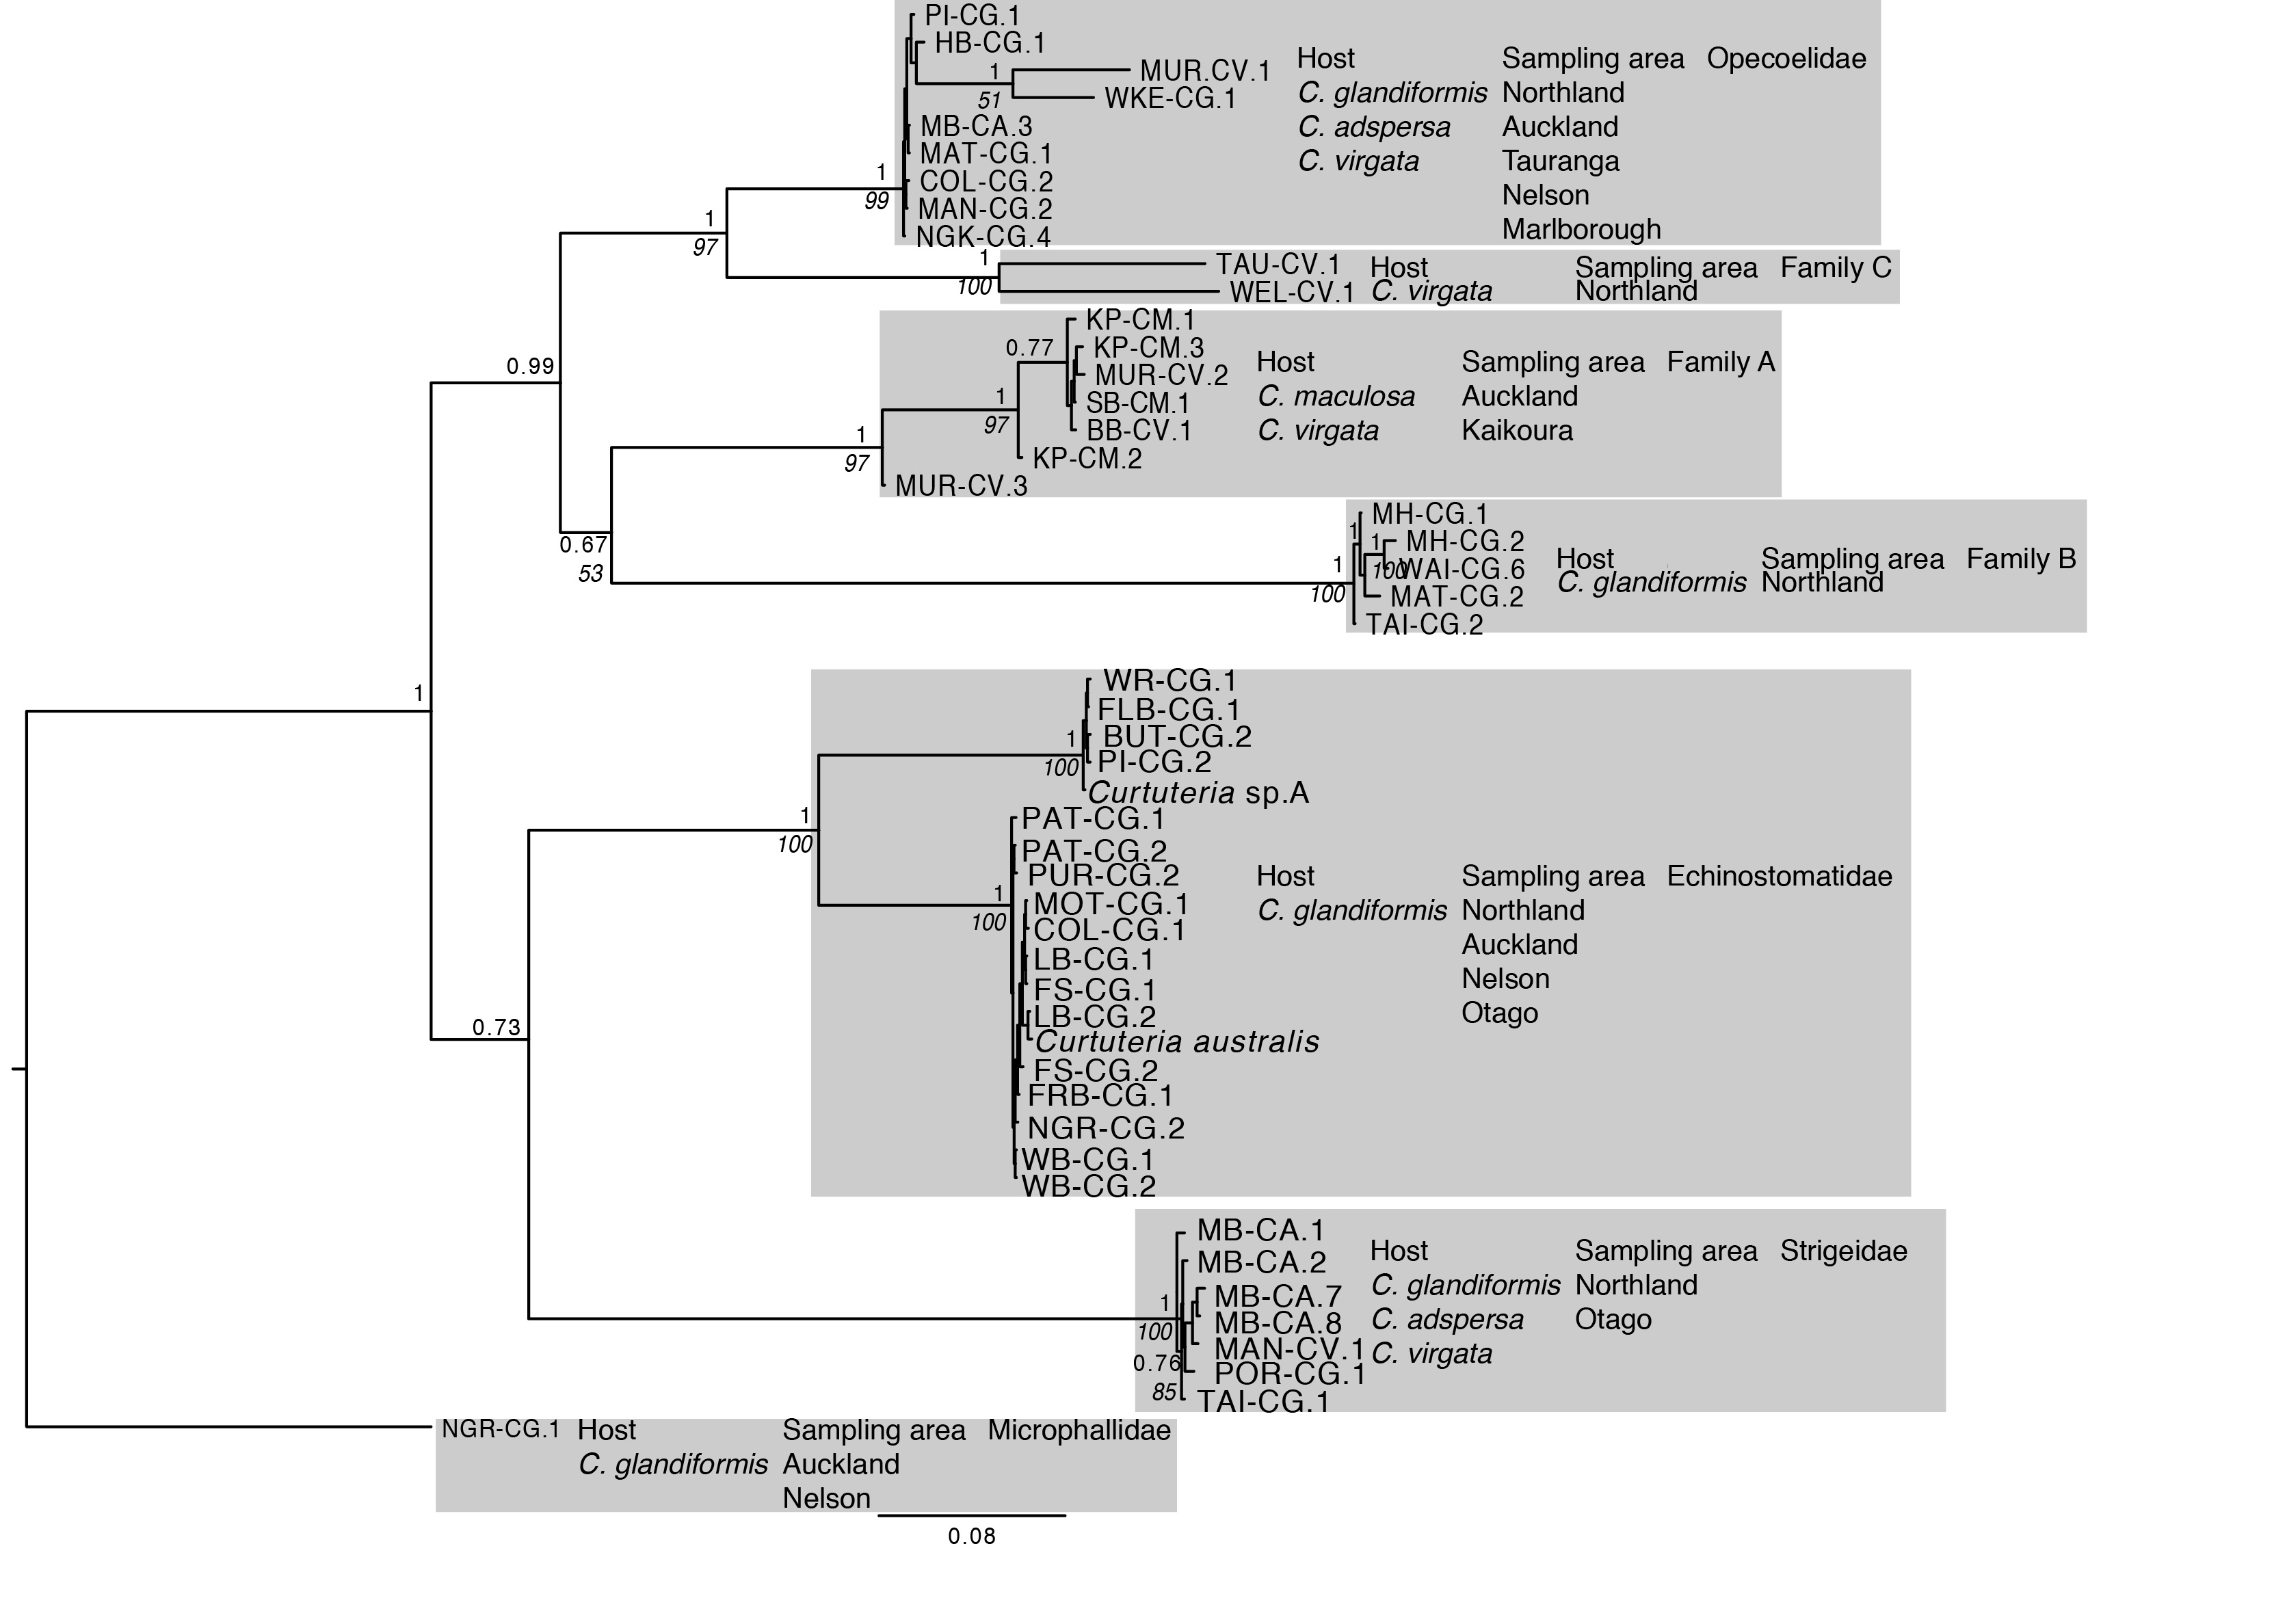 PI-CG.1
HB-CG.1
1
MUR.CV.1
51
WKE-CG.1
MB-CA.3
MAT-CG.1
1
COL-CG.2
99
MAN-CG.2
NGK-CG.4
Host Sampling area Opecoelidae
C. glandiformis Northland
C. adspersa Auckland
C. virgata Tauranga
Nelson
Marlborough
1
97
1
100
TAU-CV.1
WEL-CV.1
Host Sampling area Family C
C. virgata Northland
0.99
KP-CM.1
0.77
KP-CM.3
MUR-CV.2
1
SB-CM.1
97
BB-CV.1
1
KP-CM.2
97
MUR-CV.3
Host Sampling area Family A
C. maculosa Auckland
C. virgata Kaikoura
0.67
53
MH-CG.1
1
1
MH-CG.2
1
100
WAI-CG.6
100
MAT-CG.2
TAI-CG.2
Host Sampling area Family B
C. glandiformis Northland
1
WR-CG.1
FLB-CG.1
1
BUT-CG.2
100
PI-CG.2
Curtuteria sp.A
1
100
PAT-CG.1
PAT-CG.2
PUR-CG.2
1
MOT-CG.1
100
COL-CG.1
LB-CG.1
FS-CG.1
LB-CG.2
Curtuteria australis
FS-CG.2
FRB-CG.1
NGR-CG.2
WB-CG.1
WB-CG.2
Host Sampling area Echinostomatidae
C. glandiformis Northland
Auckland
Nelson
Otago
0.73
MB-CA.1
MB-CA.2
1
MB-CA.7
100
MB-CA.8
MAN-CV.1
0.76
POR-CG.1
85
TAI-CG.1
Host Sampling area Strigeidae
C. glandiformis Northland
C. adspersa Otago
C. virgata
NGR-CG.1 Host Sampling area Microphallidae
C. glandiformis Auckland
Nelson
0.08